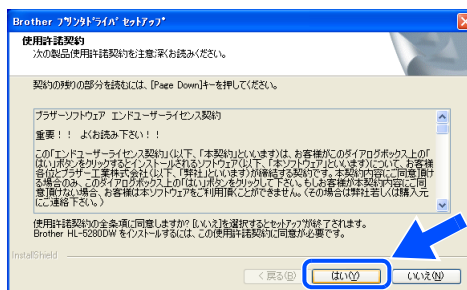 Brother プリンタドライバ セットアップ
使用許諾契約
次の製品使用許諾契約を注意深くお読みください。
契約の残りの部分を読むには、[Page Down]キーを押してください。
ブラザーソフトウェア エンドユーザーライセンス契約
重要！！ よくお読み下さい！！
この「エンドユーザーライセンス契約」（以下、「本契約」といいます）は、お客様がこのダイアログボックス上の「
はい」ボタンをクリックするとインストールされるソフトウェア（以下、「本ソフトウェア」といいます）について、お客様
各位とブラザー工業株式会社（以下、「弊社」といいます）が締結する契約です。本契約内容にご同意頂け
る場合のみ、このダイアログボックス上の「はい」ボタンをクリックして下さい。もしお客様が本契約内容にご同
意頂けない場合、お客様は本ソフトウェアをご利用頂くことができません。（その場合は弊社若しくは購入元
にご連絡下さい。）
使用許諾契約の全条項に同意しますか? [いいえ]を選択するとセットアップが終了されます。
Brother HL-5280DW をインストールするには、この使用許諾契約に同意が必要です。
InstallShield
< 戻る(B)
はい(Y)
いいえ(N)